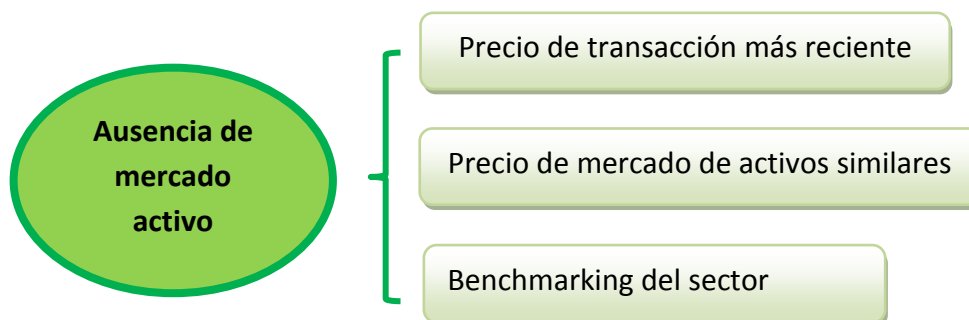 Ausencia de
mercado
activo
Precio de transacción más reciente
Precio de mercado de activos similares
Benchmarking del sector